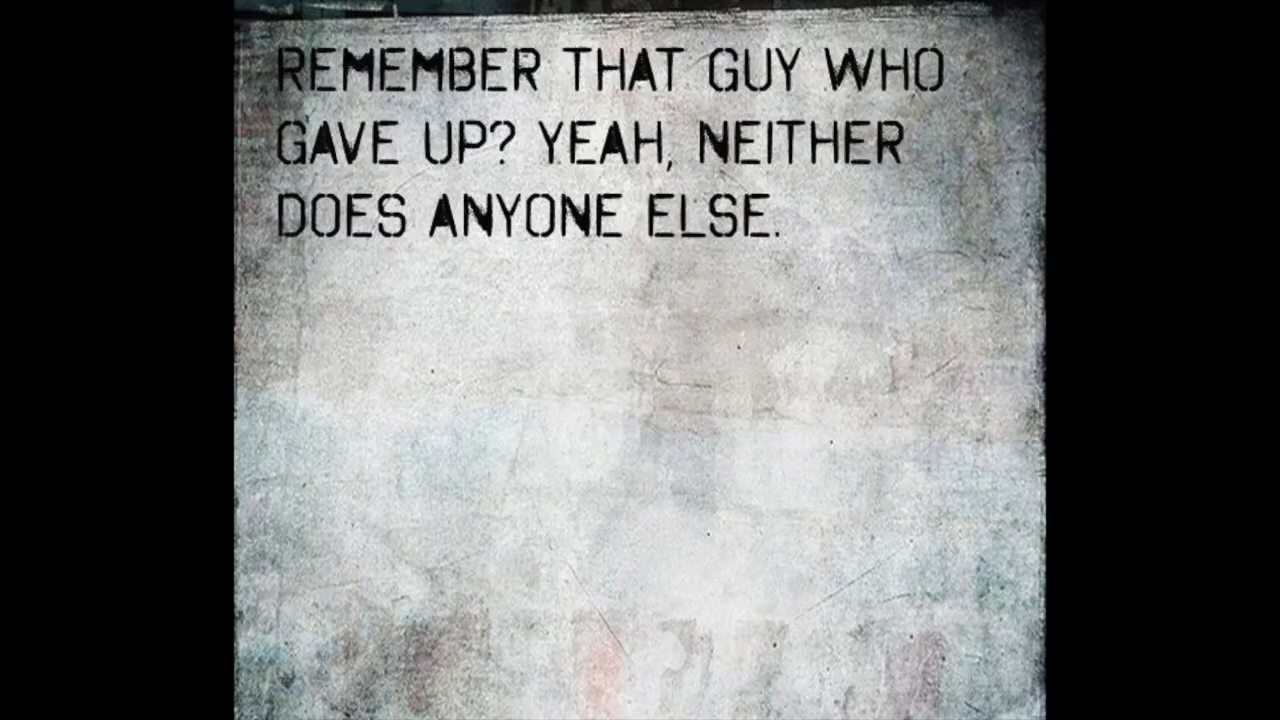 REMEMBER THAT GUY WHO
GAVE UP? YEAH, NEITHER
DOES ANYONE ELSE.